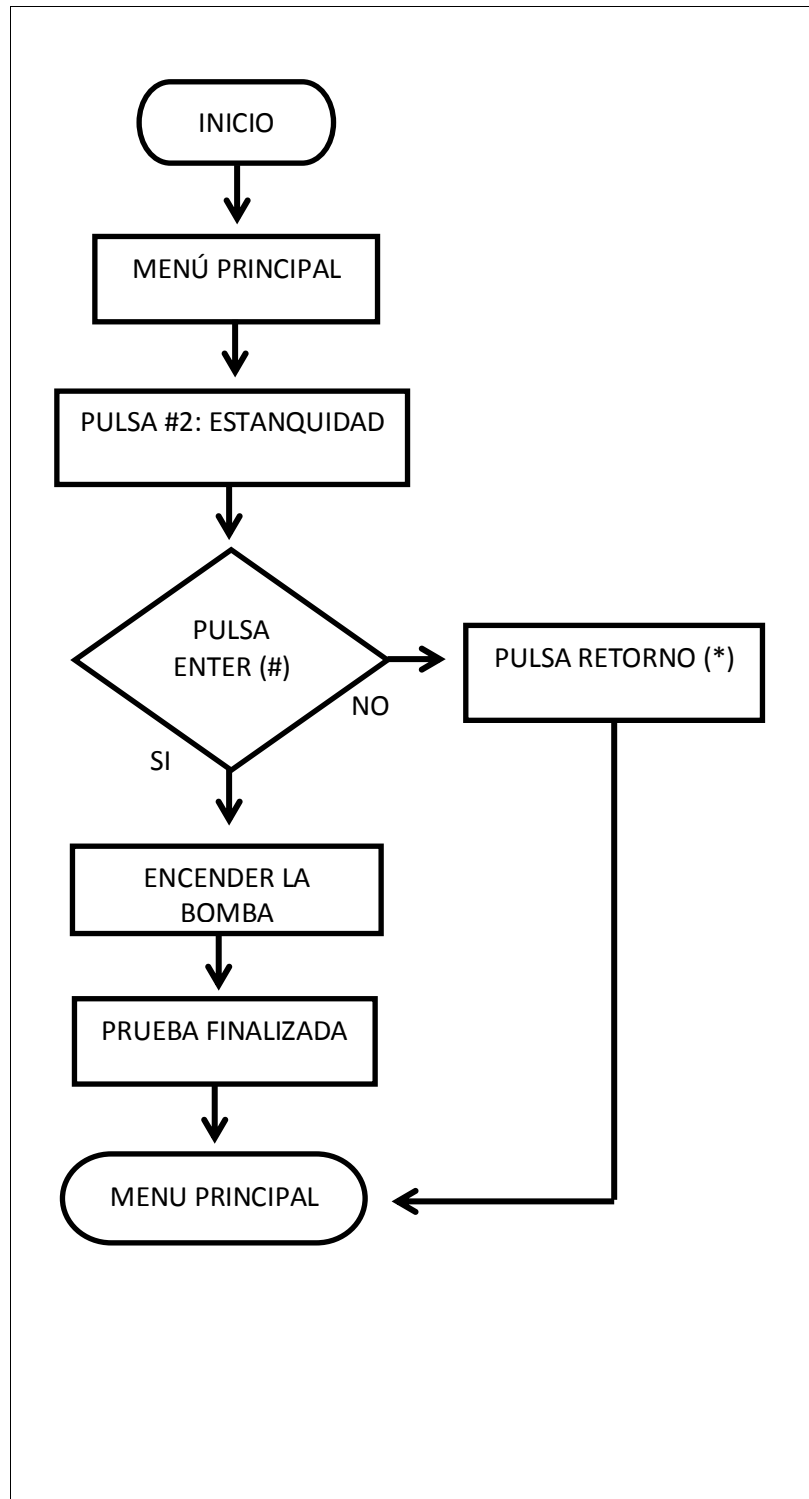 INICIO
MENÚ PRINCIPAL
PULSA #2: ESTANQUIDAD
PULSA
ENTER (#)
PULSA RETORNO (*)
NO
SI
ENCENDER LA
BOMBA
PRUEBA FINALIZADA
MENU PRINCIPAL